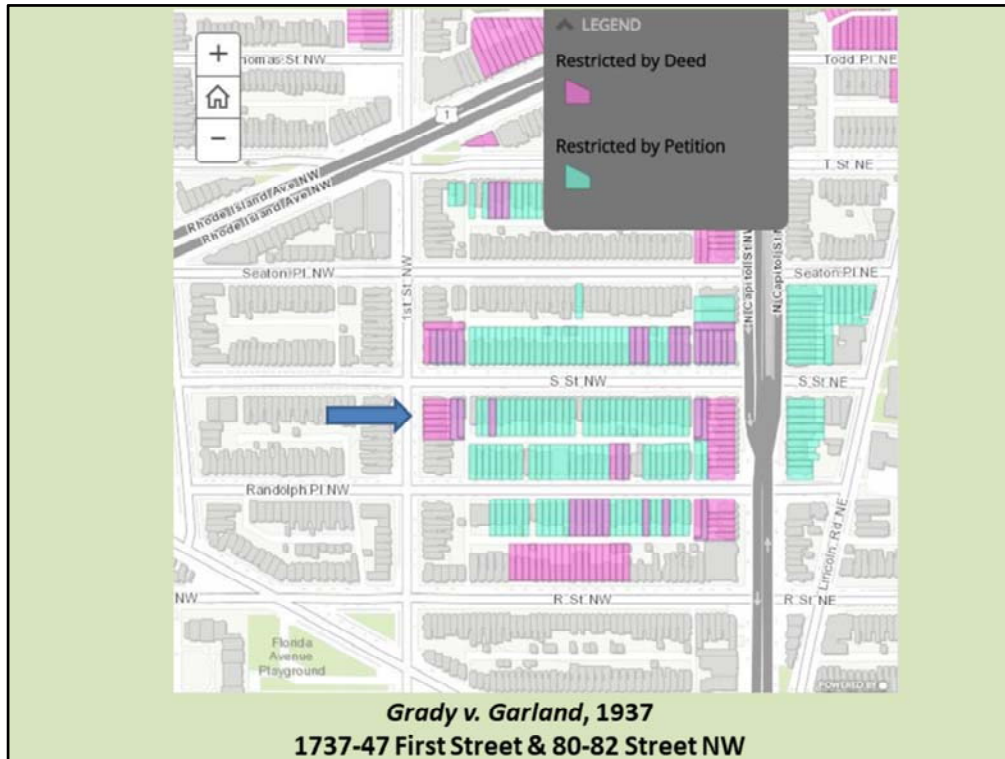 LEGEND
Restricted by Deed
Restricted by Petition
+
−
homas St NW
Todd Pl NE
1
T St NE
Rhode Island Ave NW
Rhode Island Ave NW
Seaton Pl NW
1st St NW
N Capitol St NW
N Capitol St N
Seaton Pl NE
S St NW
S St NE
Randolph Pl NW
Lincoln Rd NE
NW
R St NW
R St NE
Florida
Avenue
Playground
POWERED BY
Grady v. Garland, 1937
1737-47 First Street & 80-82 Street NW